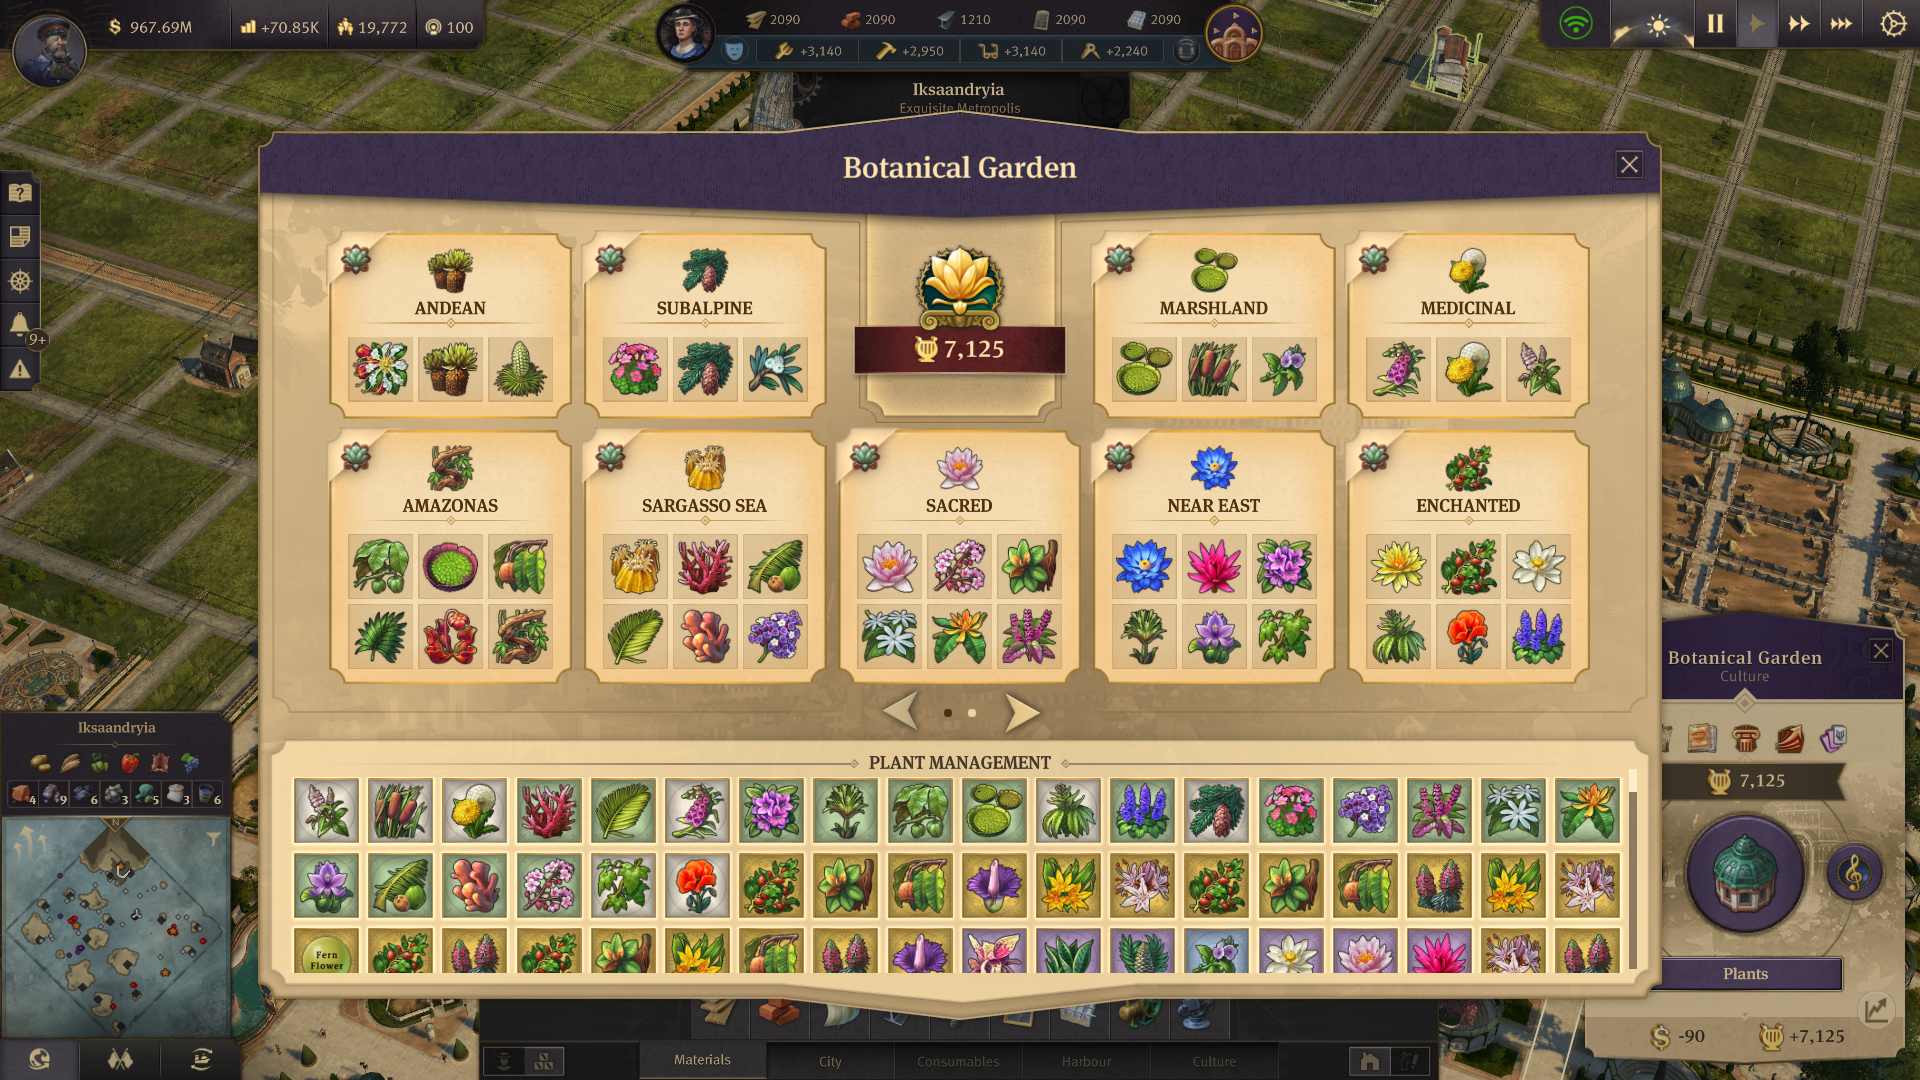 967.69M
+70.85K
19,772
100
2090
2090
1210
2090
2090
+3,140
+2,950
+3,140
+2,240
Iksaandryia
Exquisite Metropolis
Botanical Garden
ANDEAN
SUBALPINE
7,125
MARSHLAND
MEDICINAL
9+
AMAZONAS
SARGASSO SEA
SACRED
NEAR EAST
ENCHANTED
Botanical Garden
Culture
7,125
Iksaandryia
4
9
6
3
5
3
6
N
PLANT MANAGEMENT
Fern
Flower
Plants
-90
+7,125
Materials
City
Consumables
Harbour
Culture